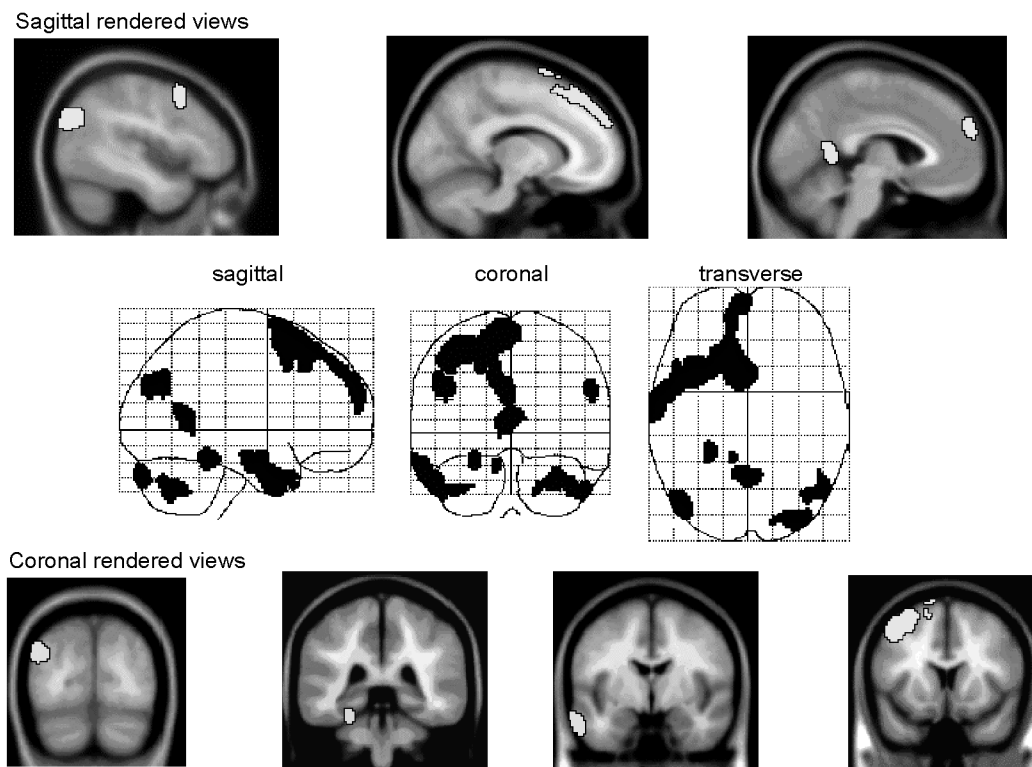 Sagittal rendered views
sagittal
coronal
transverse
Coronal rendered views